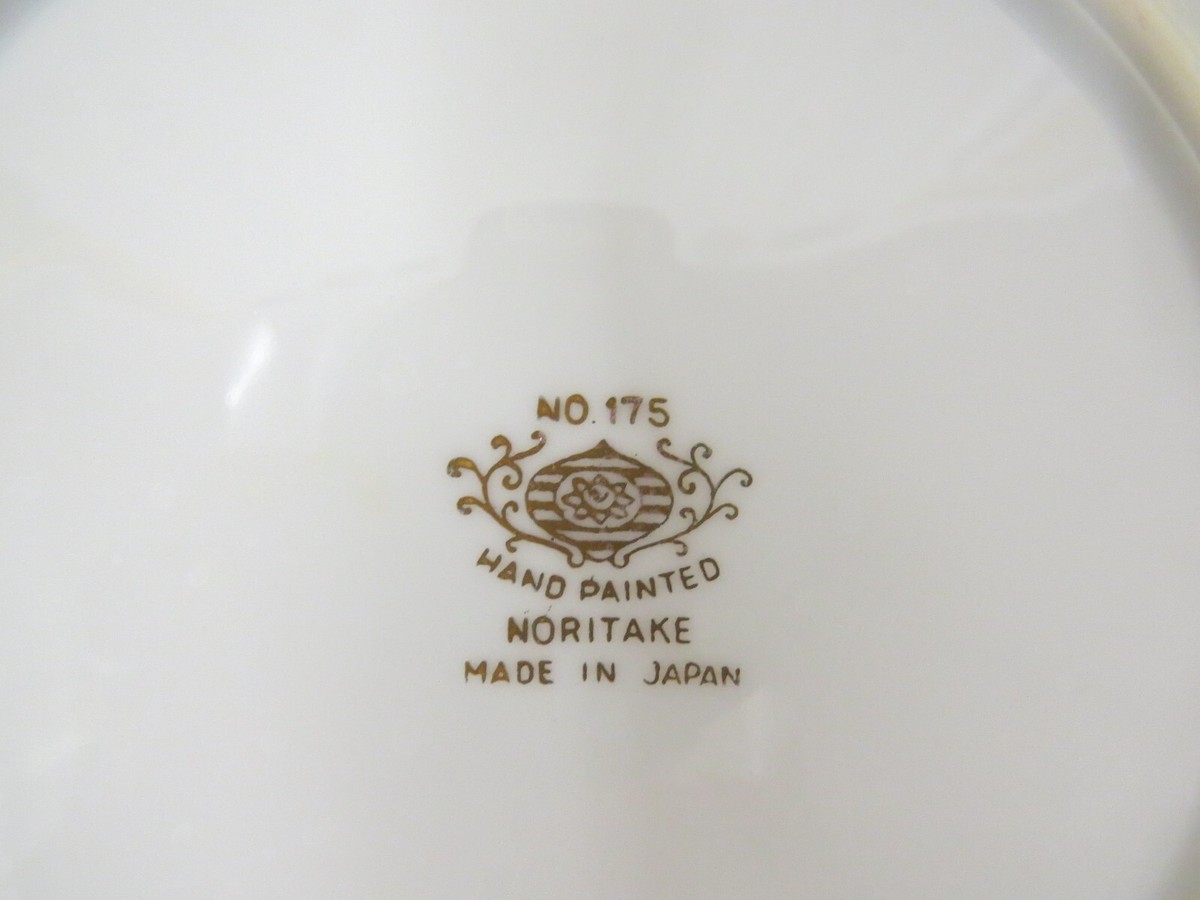 NO. 175
HAND PAINTED
NORITAKE
MADE IN JAPAN